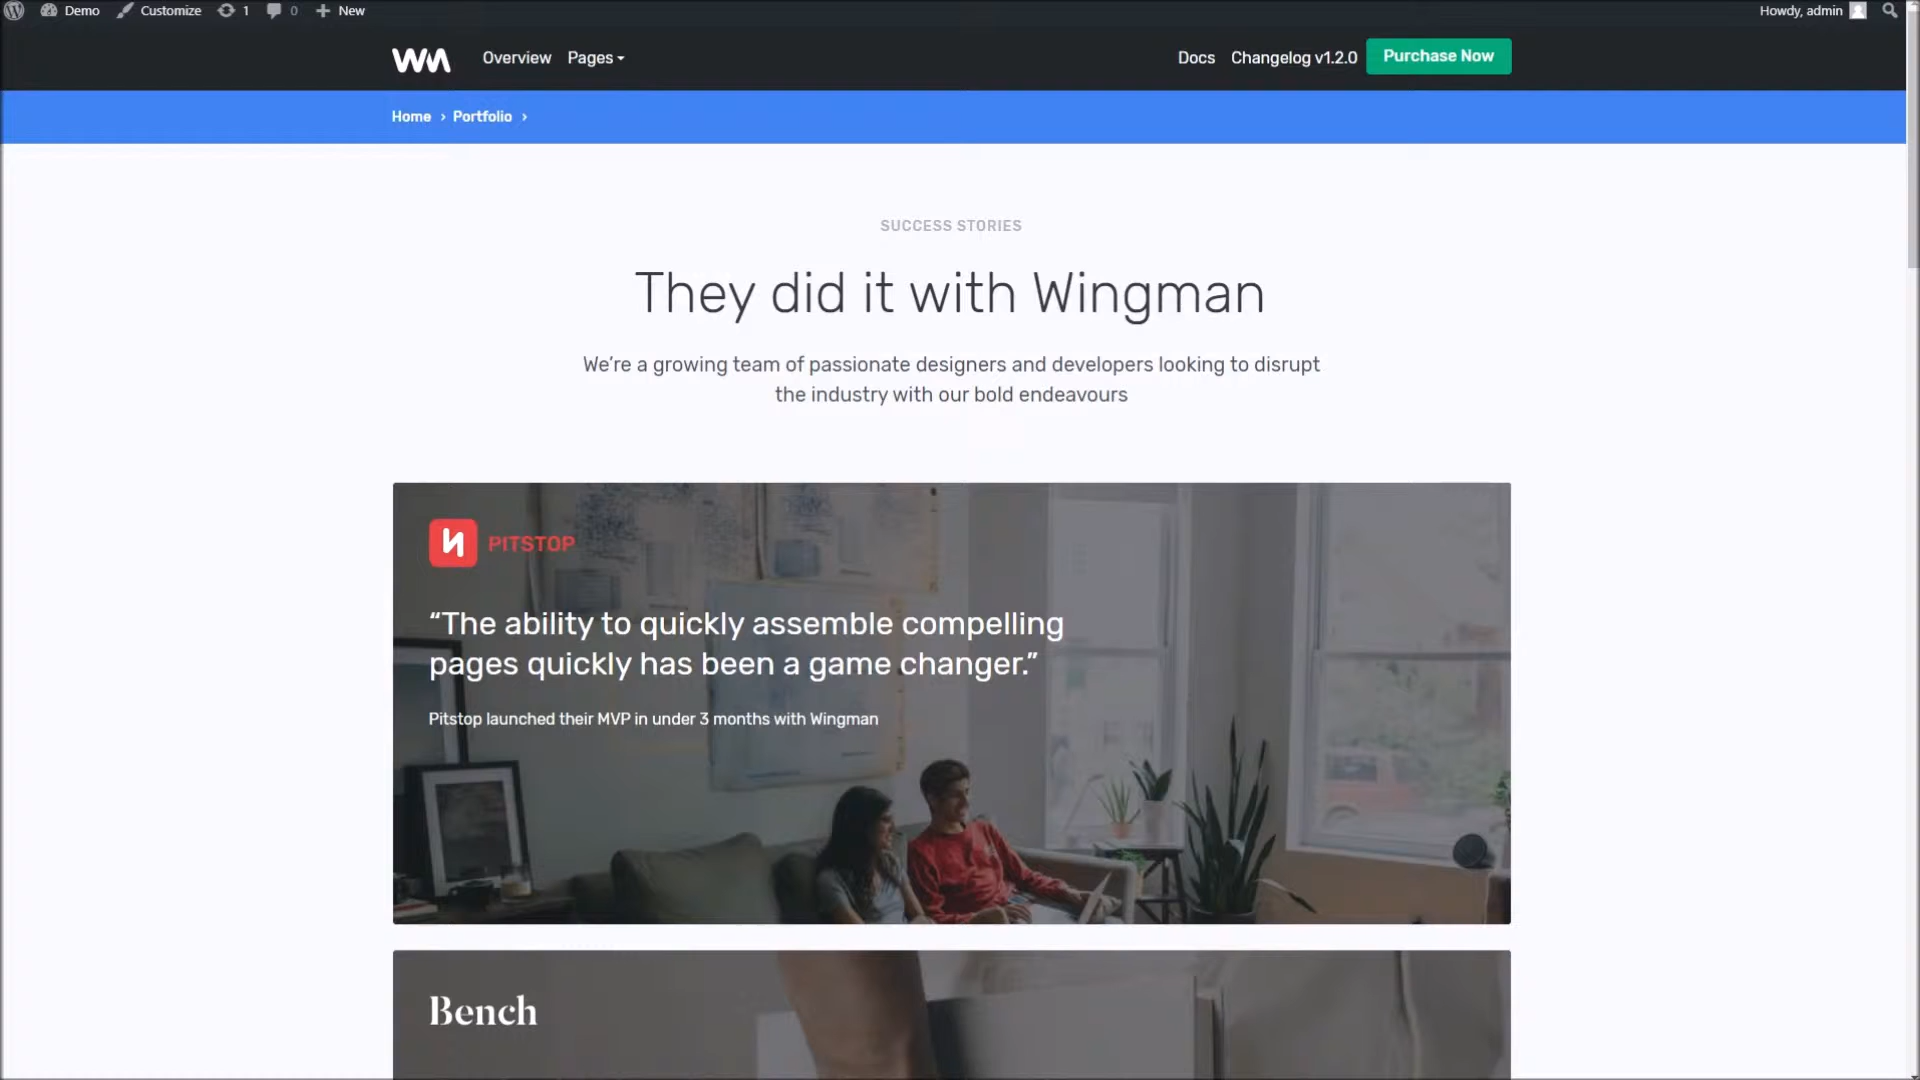 Demo Customize 1 0 New Howdy, admin
WM Overview Pages Docs Changelog v1.2.0 Purchase Now
Home › Portfolio ›
SUCCESS STORIES
They did it with Wingman
We’re a growing team of passionate designers and developers looking to disrupt
the industry with our bold endeavours
PITSTOP
“The ability to quickly assemble compelling
pages quickly has been a game changer.”
Pitstop launched their MVP in under 3 months with Wingman
Bench